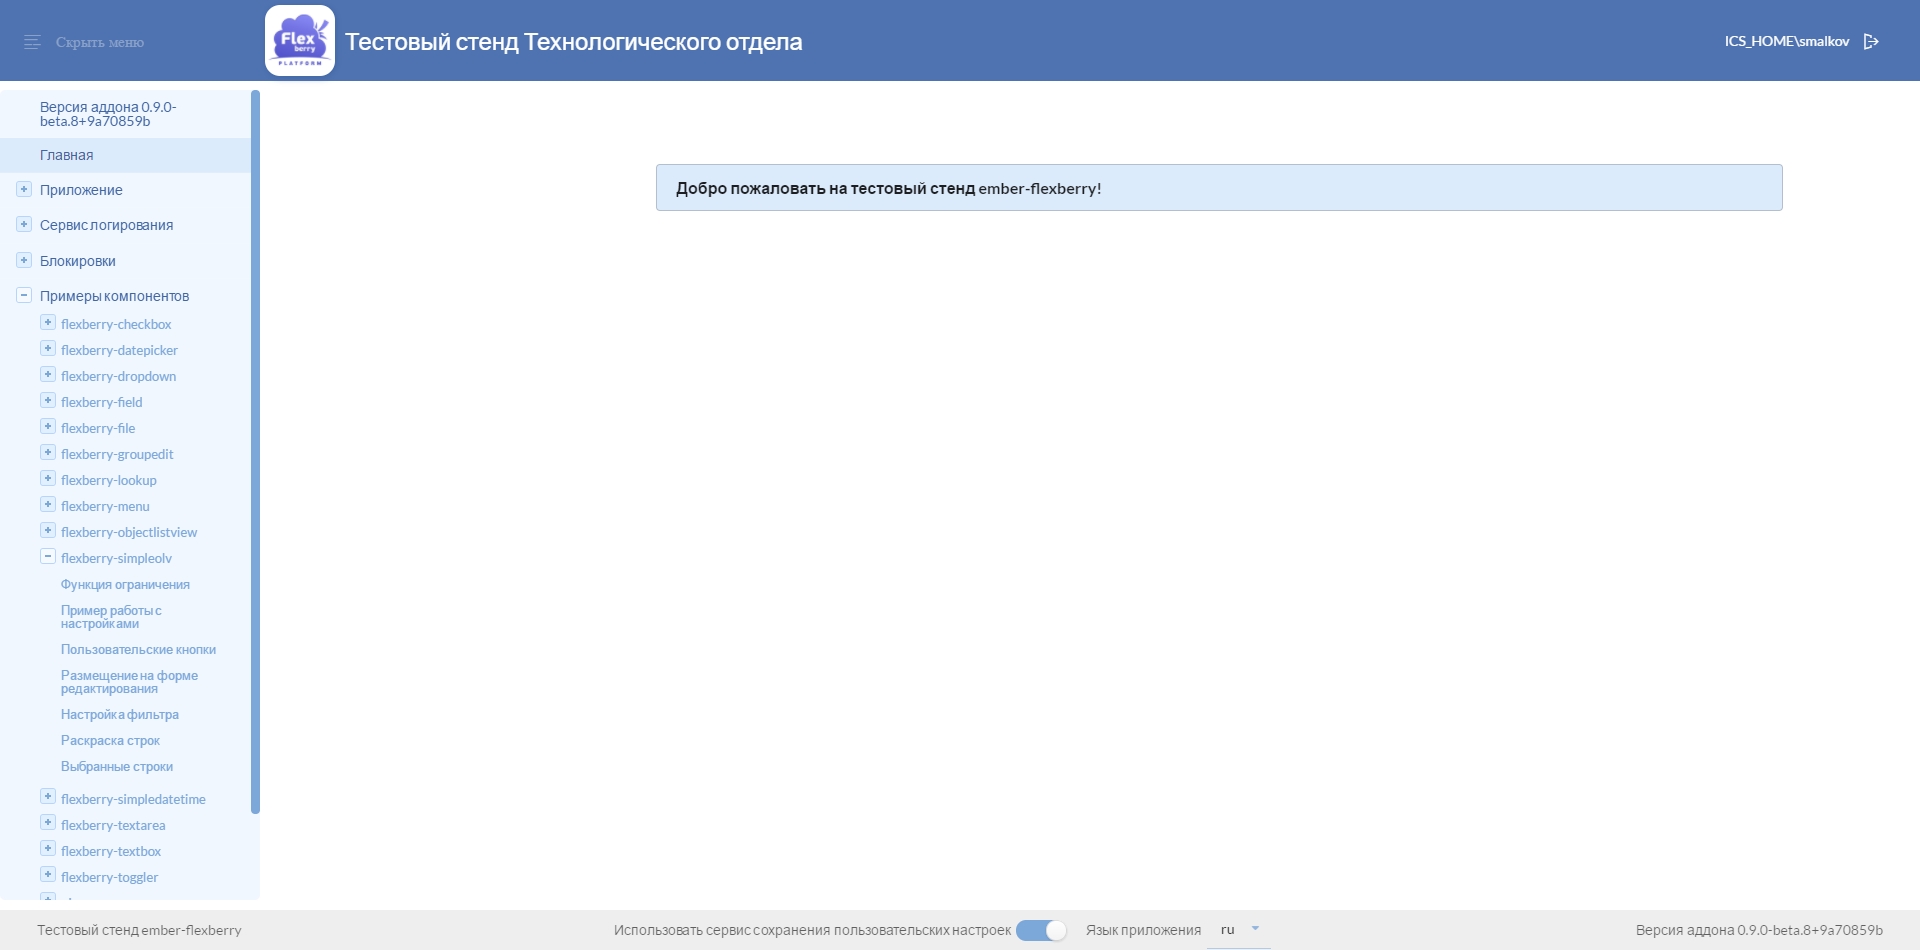 Скрыть меню
Flex
berry
PLATFORM
Тестовый стенд Технологического отдела
ICS_HOME\smalkov
Версия аддона 0.9.0-
beta.8+9a70859b
Главная
Приложение
Сервис логирования
Блокировки
Примеры компонентов
flexberry-checkbox
flexberry-datepicker
flexberry-dropdown
flexberry-field
flexberry-file
flexberry-groupedit
flexberry-lookup
flexberry-menu
flexberry-objectlistview
flexberry-simpleolv
Функция ограничения
Пример работы с
настройками
Пользовательские кнопки
Размещение на форме
редактирования
Настройка фильтра
Раскраска строк
Выбранные строки
flexberry-simpledatetime
flexberry-textarea
flexberry-textbox
flexberry-toggler
Добро пожаловать на тестовый стенд ember-flexberry!
Тестовый стенд ember-flexberry
Использовать сервис сохранения пользовательских настроек
Язык приложения ru
Версия аддона 0.9.0-beta.8+9a70859b